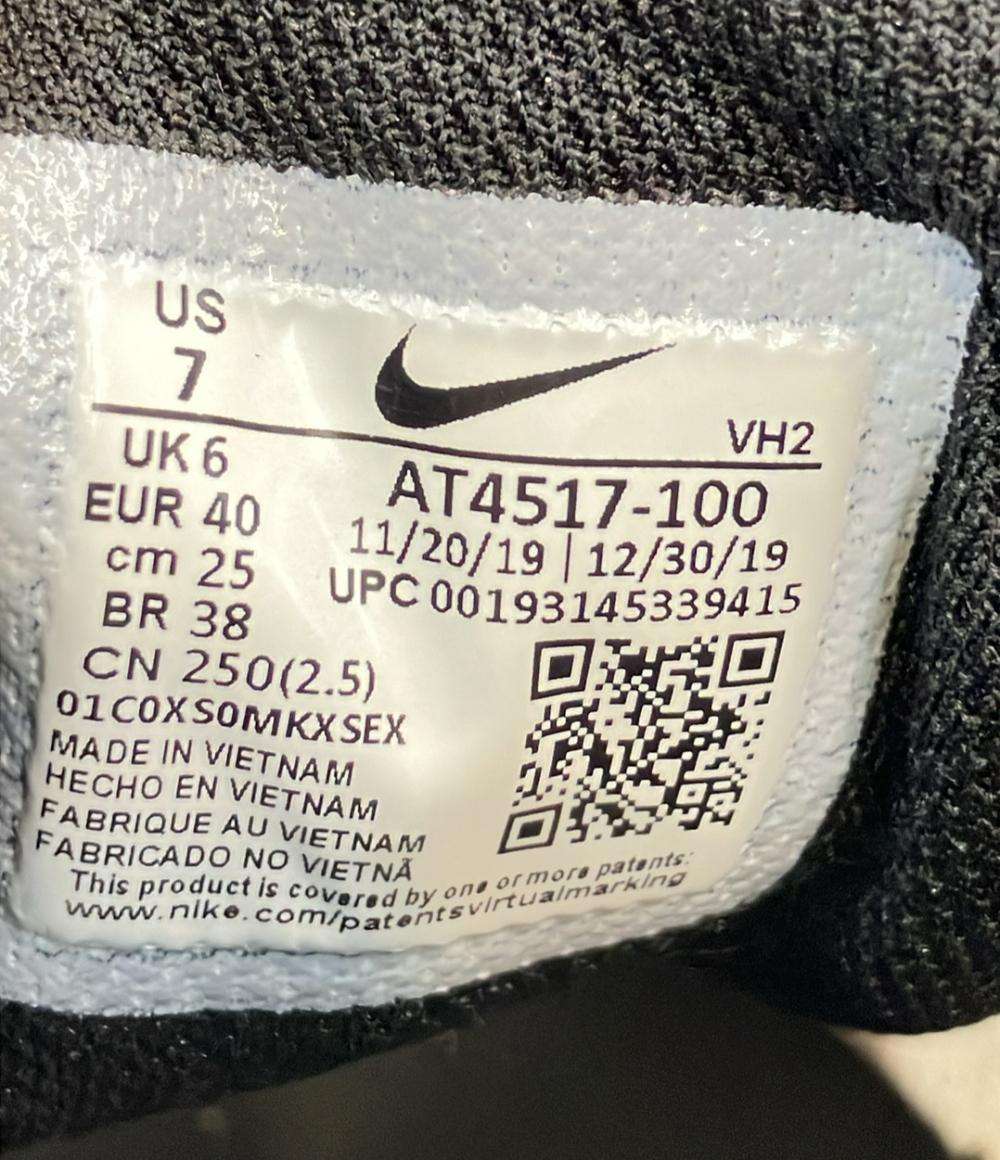 US
7
VH2
UK 6
EUR 40
cm 25
BR 38
CN 250(2.5)
AT4517-100
11/20/19 | 12/30/19
UPC 00193145339415
01C0XS0MKXSEX
MADE IN VIETNAM
HECHO EN VIETNAM
FABRIQUE AU VIETNAM
FABRICADO NO VIETNÃ
This product is covered by one or more patents:
www.nike.com/patentsvirtualmarking